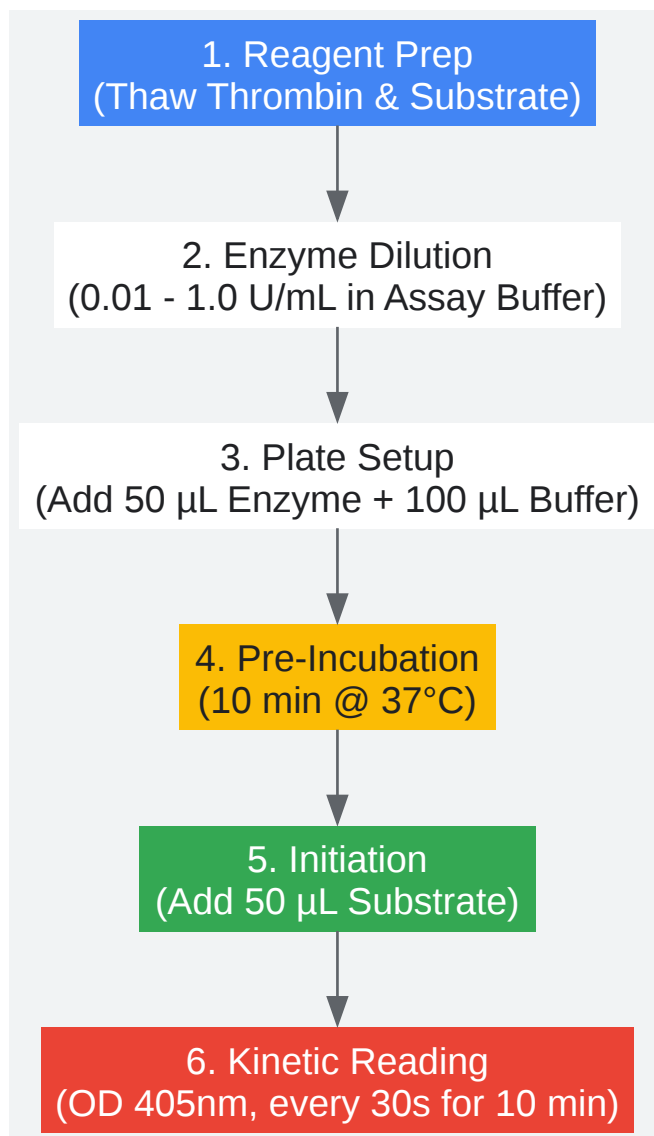 1. Reagent Prep
(Thaw Thrombin & Substrate)
2. Enzyme Dilution
(0.01 - 1.0 U/mL in Assay Buffer)
3. Plate Setup
(Add 50 µL Enzyme + 100 µL Buffer)
4. Pre-Incubation
(10 min @ 37°C)
5. Initiation
(Add 50 µL Substrate)
6. Kinetic Reading
(OD 405nm, every 30s for 10 min)